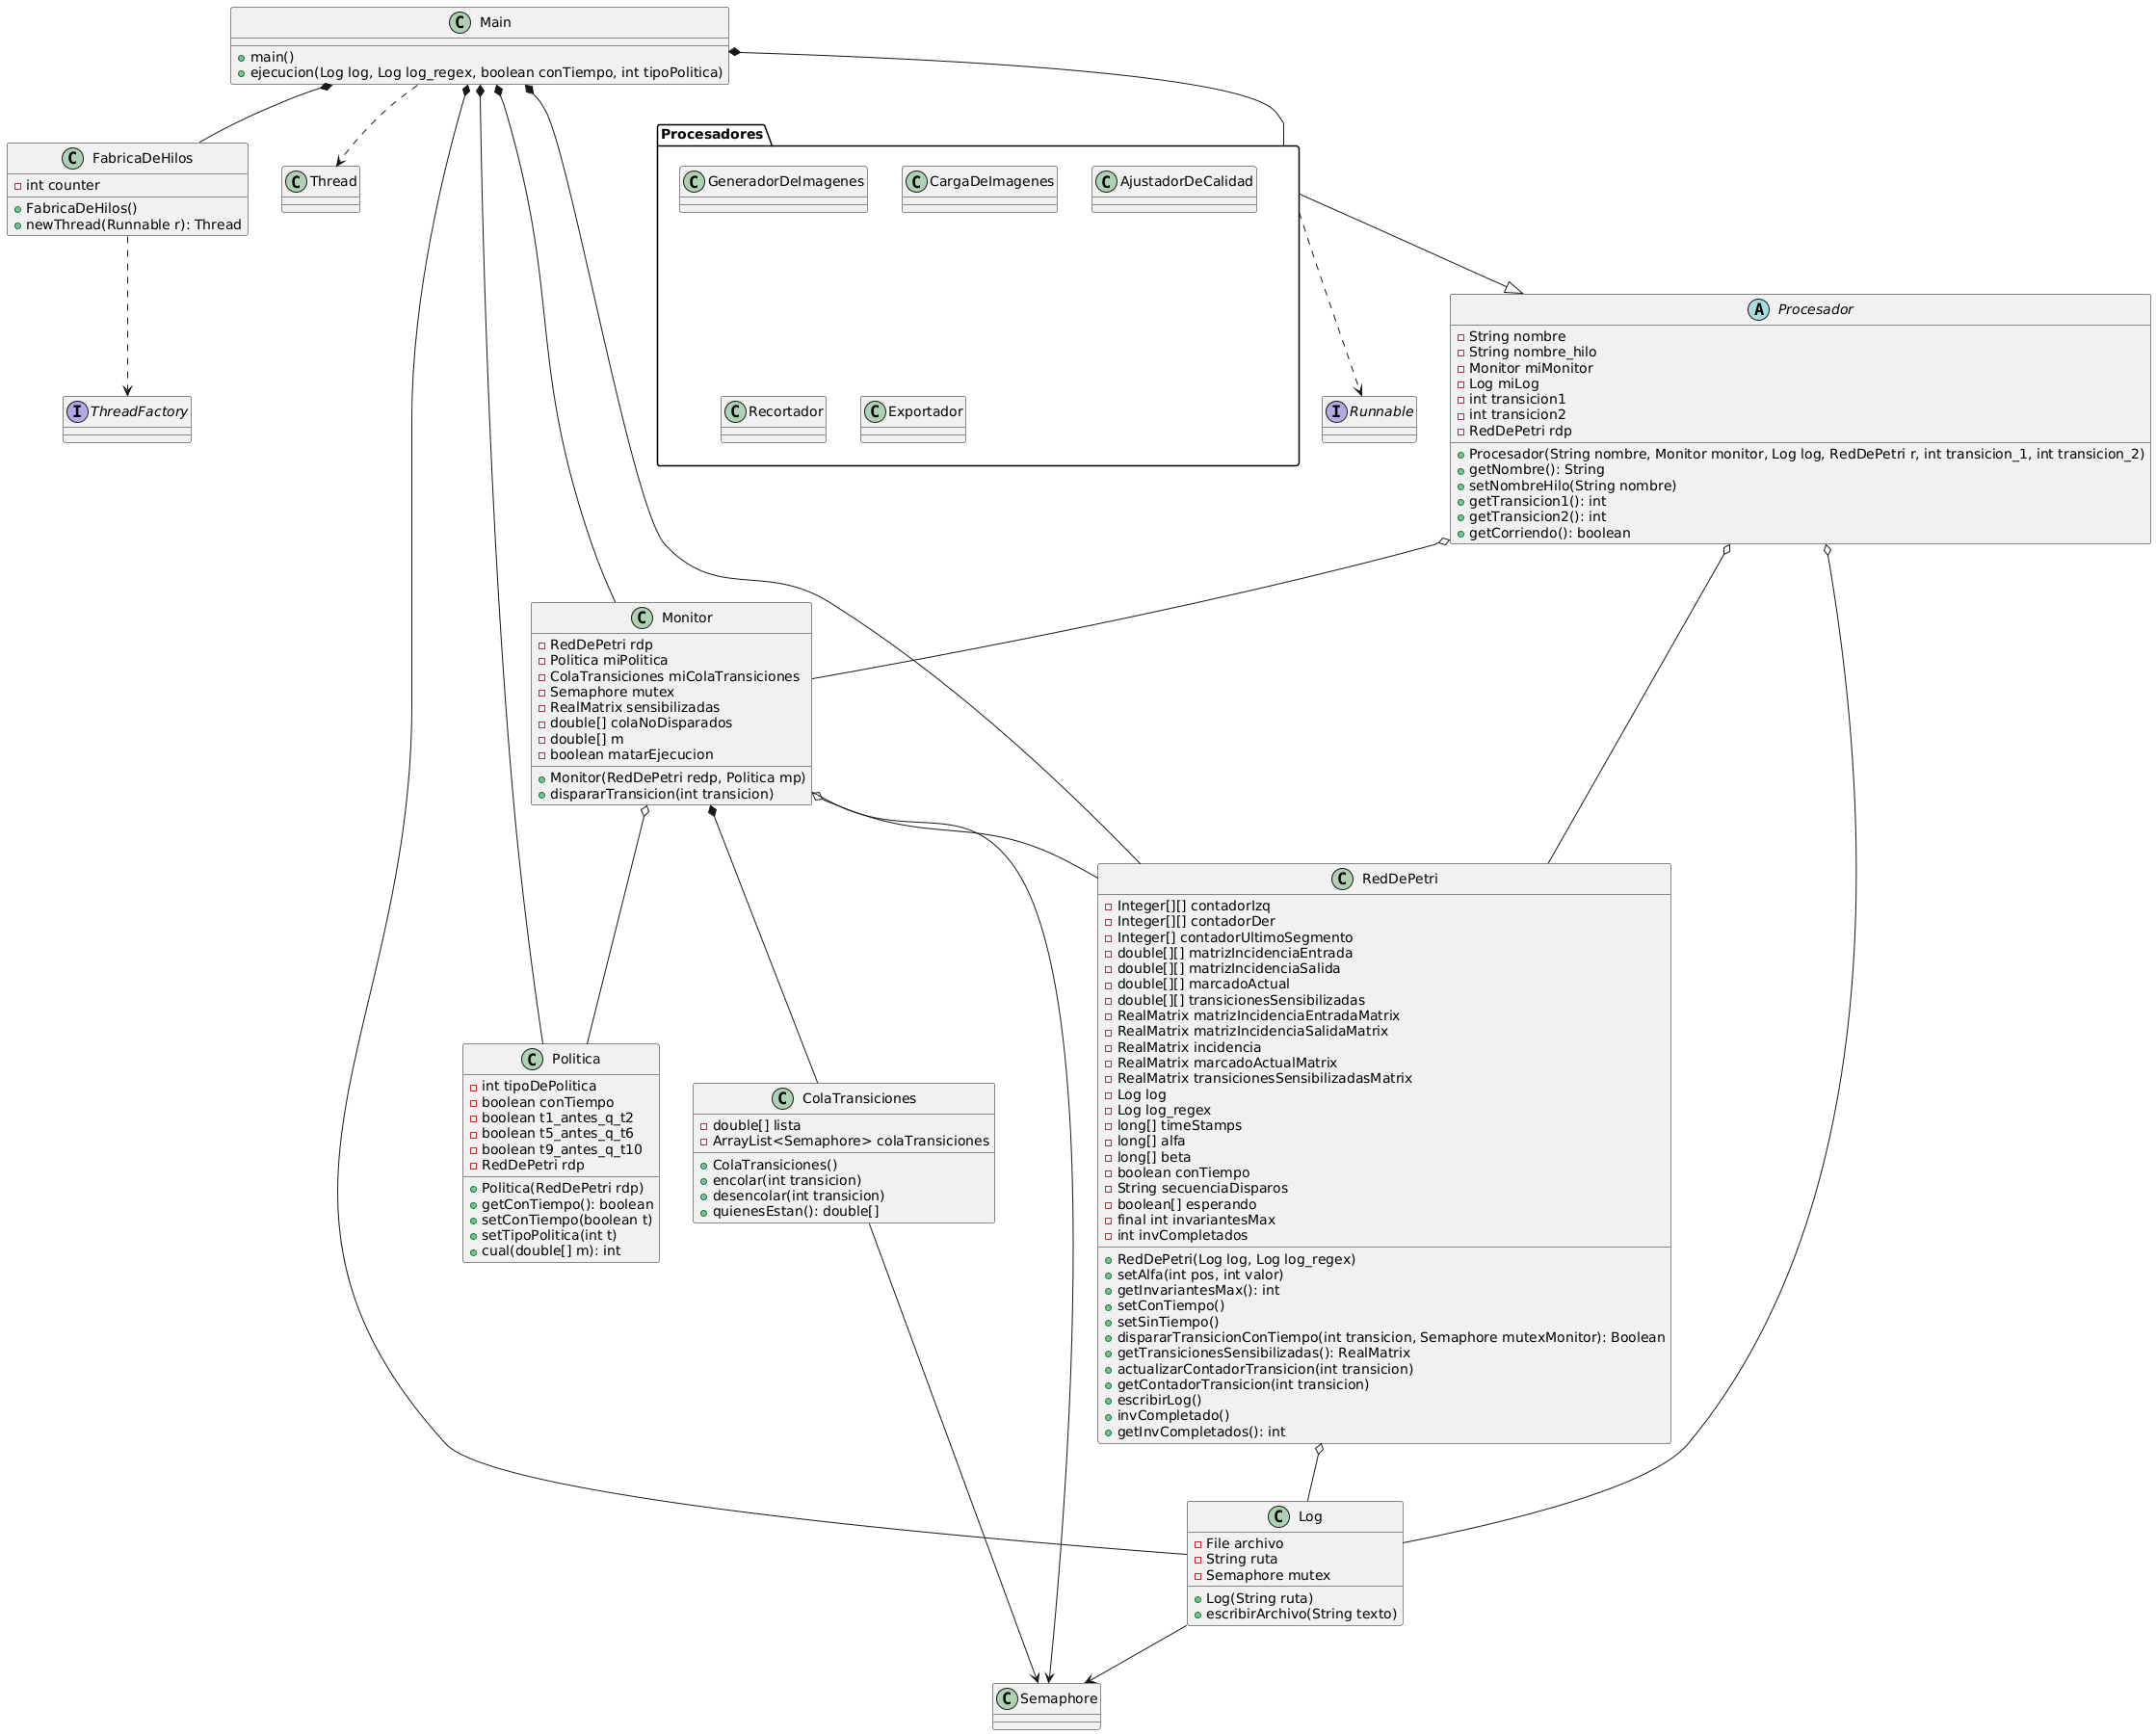 C Main
main()
ejecucion(Log log, Log log_regex, boolean conTiempo, int tipoPolitica)
Procesadores
C FabricaDeHilos
int counter
FabricaDeHilos()
newThread(Runnable r): Thread
C Thread
C GeneradorDeImagenes
C CargaDeImagenes
C AjustadorDeCalidad
C Recortador
C Exportador
I ThreadFactory
I Runnable
A Procesador
String nombre
String nombre_hilo
Monitor miMonitor
Log miLog
int transicion1
int transicion2
RedDePetri rdp
Procesador(String nombre, Monitor monitor, Log log, RedDePetri r, int transicion_1, int transicion_2)
getNombre(): String
setNombreHilo(String nombre)
getTransicion1(): int
getTransicion2(): int
getCorriendo(): boolean
C Monitor
RedDePetri rdp
Politica miPolitica
ColaTransiciones miColaTransiciones
Semaphore mutex
RealMatrix sensibilizadas
double[] colaNoDisparados
double[] m
boolean matarEjecucion
Monitor(RedDePetri redp, Politica mp)
dispararTransicion(int transicion)
C RedDePetri
Integer[][] contadorIzq
Integer[][] contadorDer
Integer[] contadorUltimoSegmento
double[][] matrizIncidenciaEntrada
double[][] matrizIncidenciaSalida
double[][] marcadoActual
double[][] transicionesSensibilizadas
RealMatrix matrizIncidenciaEntradaMatrix
RealMatrix matrizIncidenciaSalidaMatrix
RealMatrix incidencia
RealMatrix marcadoActualMatrix
RealMatrix transicionesSensibilizadasMatrix
Log log
Log log_regex
long[] timeStamps
long[] alfa
long[] beta
boolean conTiempo
String secuenciaDisparos
boolean[] esperando
final int invariantesMax
int invCompletados
RedDePetri(Log log, Log log_regex)
setAlfa(int pos, int valor)
getInvariantesMax(): int
setConTiempo()
setSinTiempo()
dispararTransicionConTiempo(int transicion, Semaphore mutexMonitor): Boolean
getTransicionesSensibilizadas(): RealMatrix
actualizarContadorTransicion(int transicion)
getContadorTransicion(int transicion)
escribirLog()
invCompletado()
getInvCompletados(): int
C Politica
int tipoDePolitica
boolean conTiempo
boolean t1_antes_q_t2
boolean t5_antes_q_t6
boolean t9_antes_q_t10
RedDePetri rdp
Politica(RedDePetri rdp)
getConTiempo(): boolean
setConTiempo(boolean t)
setTipoPolitica(int t)
cual(double[] m): int
C ColaTransiciones
double[] lista
ArrayList<Semaphore> colaTransiciones
ColaTransiciones()
encolar(int transicion)
desencolar(int transicion)
quienesEstan(): double[]
C Log
File archivo
String ruta
Semaphore mutex
Log(String ruta)
escribirArchivo(String texto)
C Semaphore